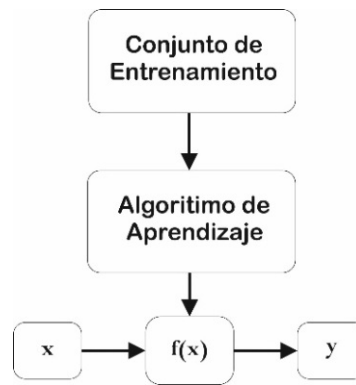 Conjunto de
Entrenamiento
Algoritimo de
Aprendizaje
x
f(x)
y